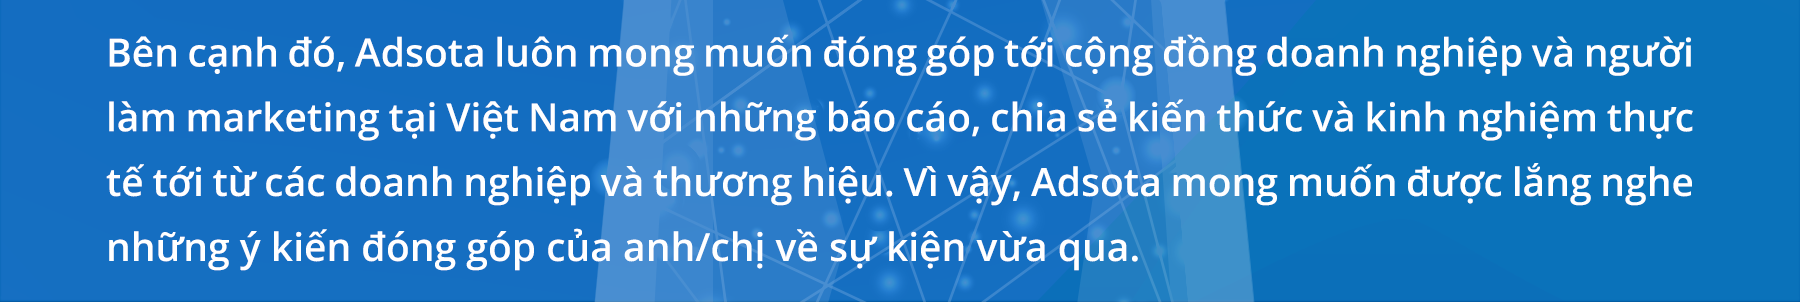 Bên cạnh đó, Adsota luôn mong muốn đóng góp tới cộng đồng doanh nghiệp và người
làm marketing tại Việt Nam với những báo cáo, chia sẻ kiến thức và kinh nghiệm thực
tế tới từ các doanh nghiệp và thương hiệu. Vì vậy, Adsota mong muốn được lắng nghe
những ý kiến đóng góp của anh/chị về sự kiện vừa qua.